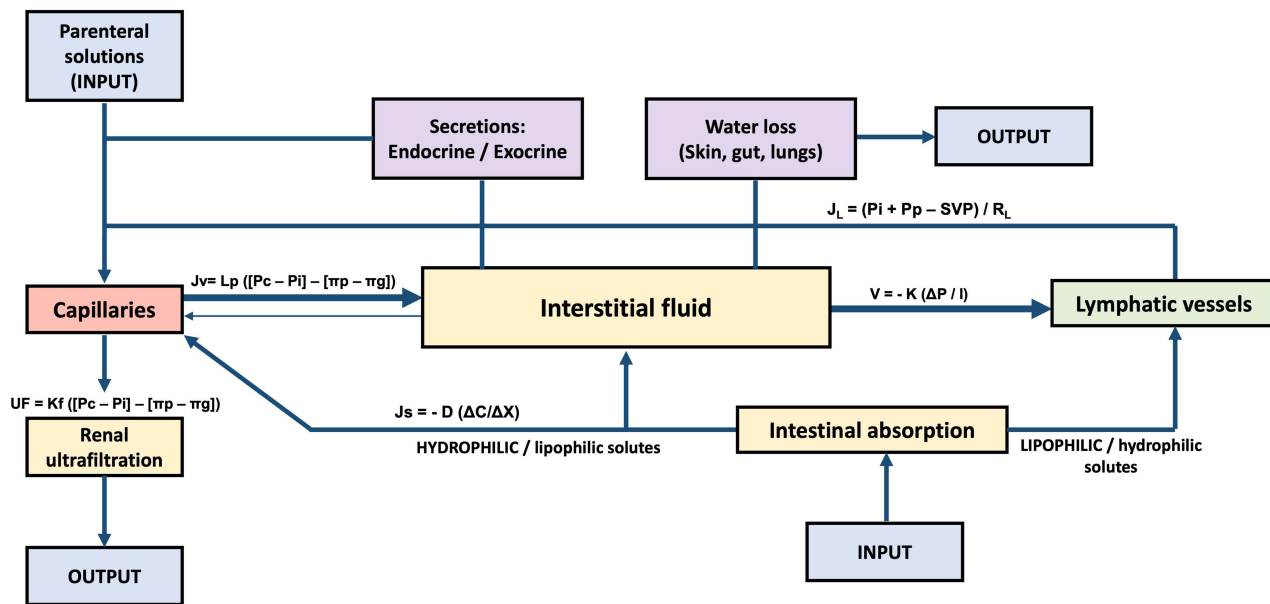 Parenteral
solutions
(INPUT)
Secretions:
Endocrine / Exocrine
Water loss
(Skin, gut, lungs)
OUTPUT
J_L = (Pi + Pp – SVP) / R_L
Jv= Lp ([Pc – Pi] – [πp – πg])
Capillaries
Interstitial fluid
V = - K (ΔP / l)
Lymphatic vessels
UF = Kf ([Pc – Pi] – [πp – πg])
Js = - D (ΔC/ΔX)
HYDROPHILIC / lipophilic solutes
Renal
ultrafiltration
Intestinal absorption
LIPOPHILIC / hydrophilic
solutes
INPUT
OUTPUT